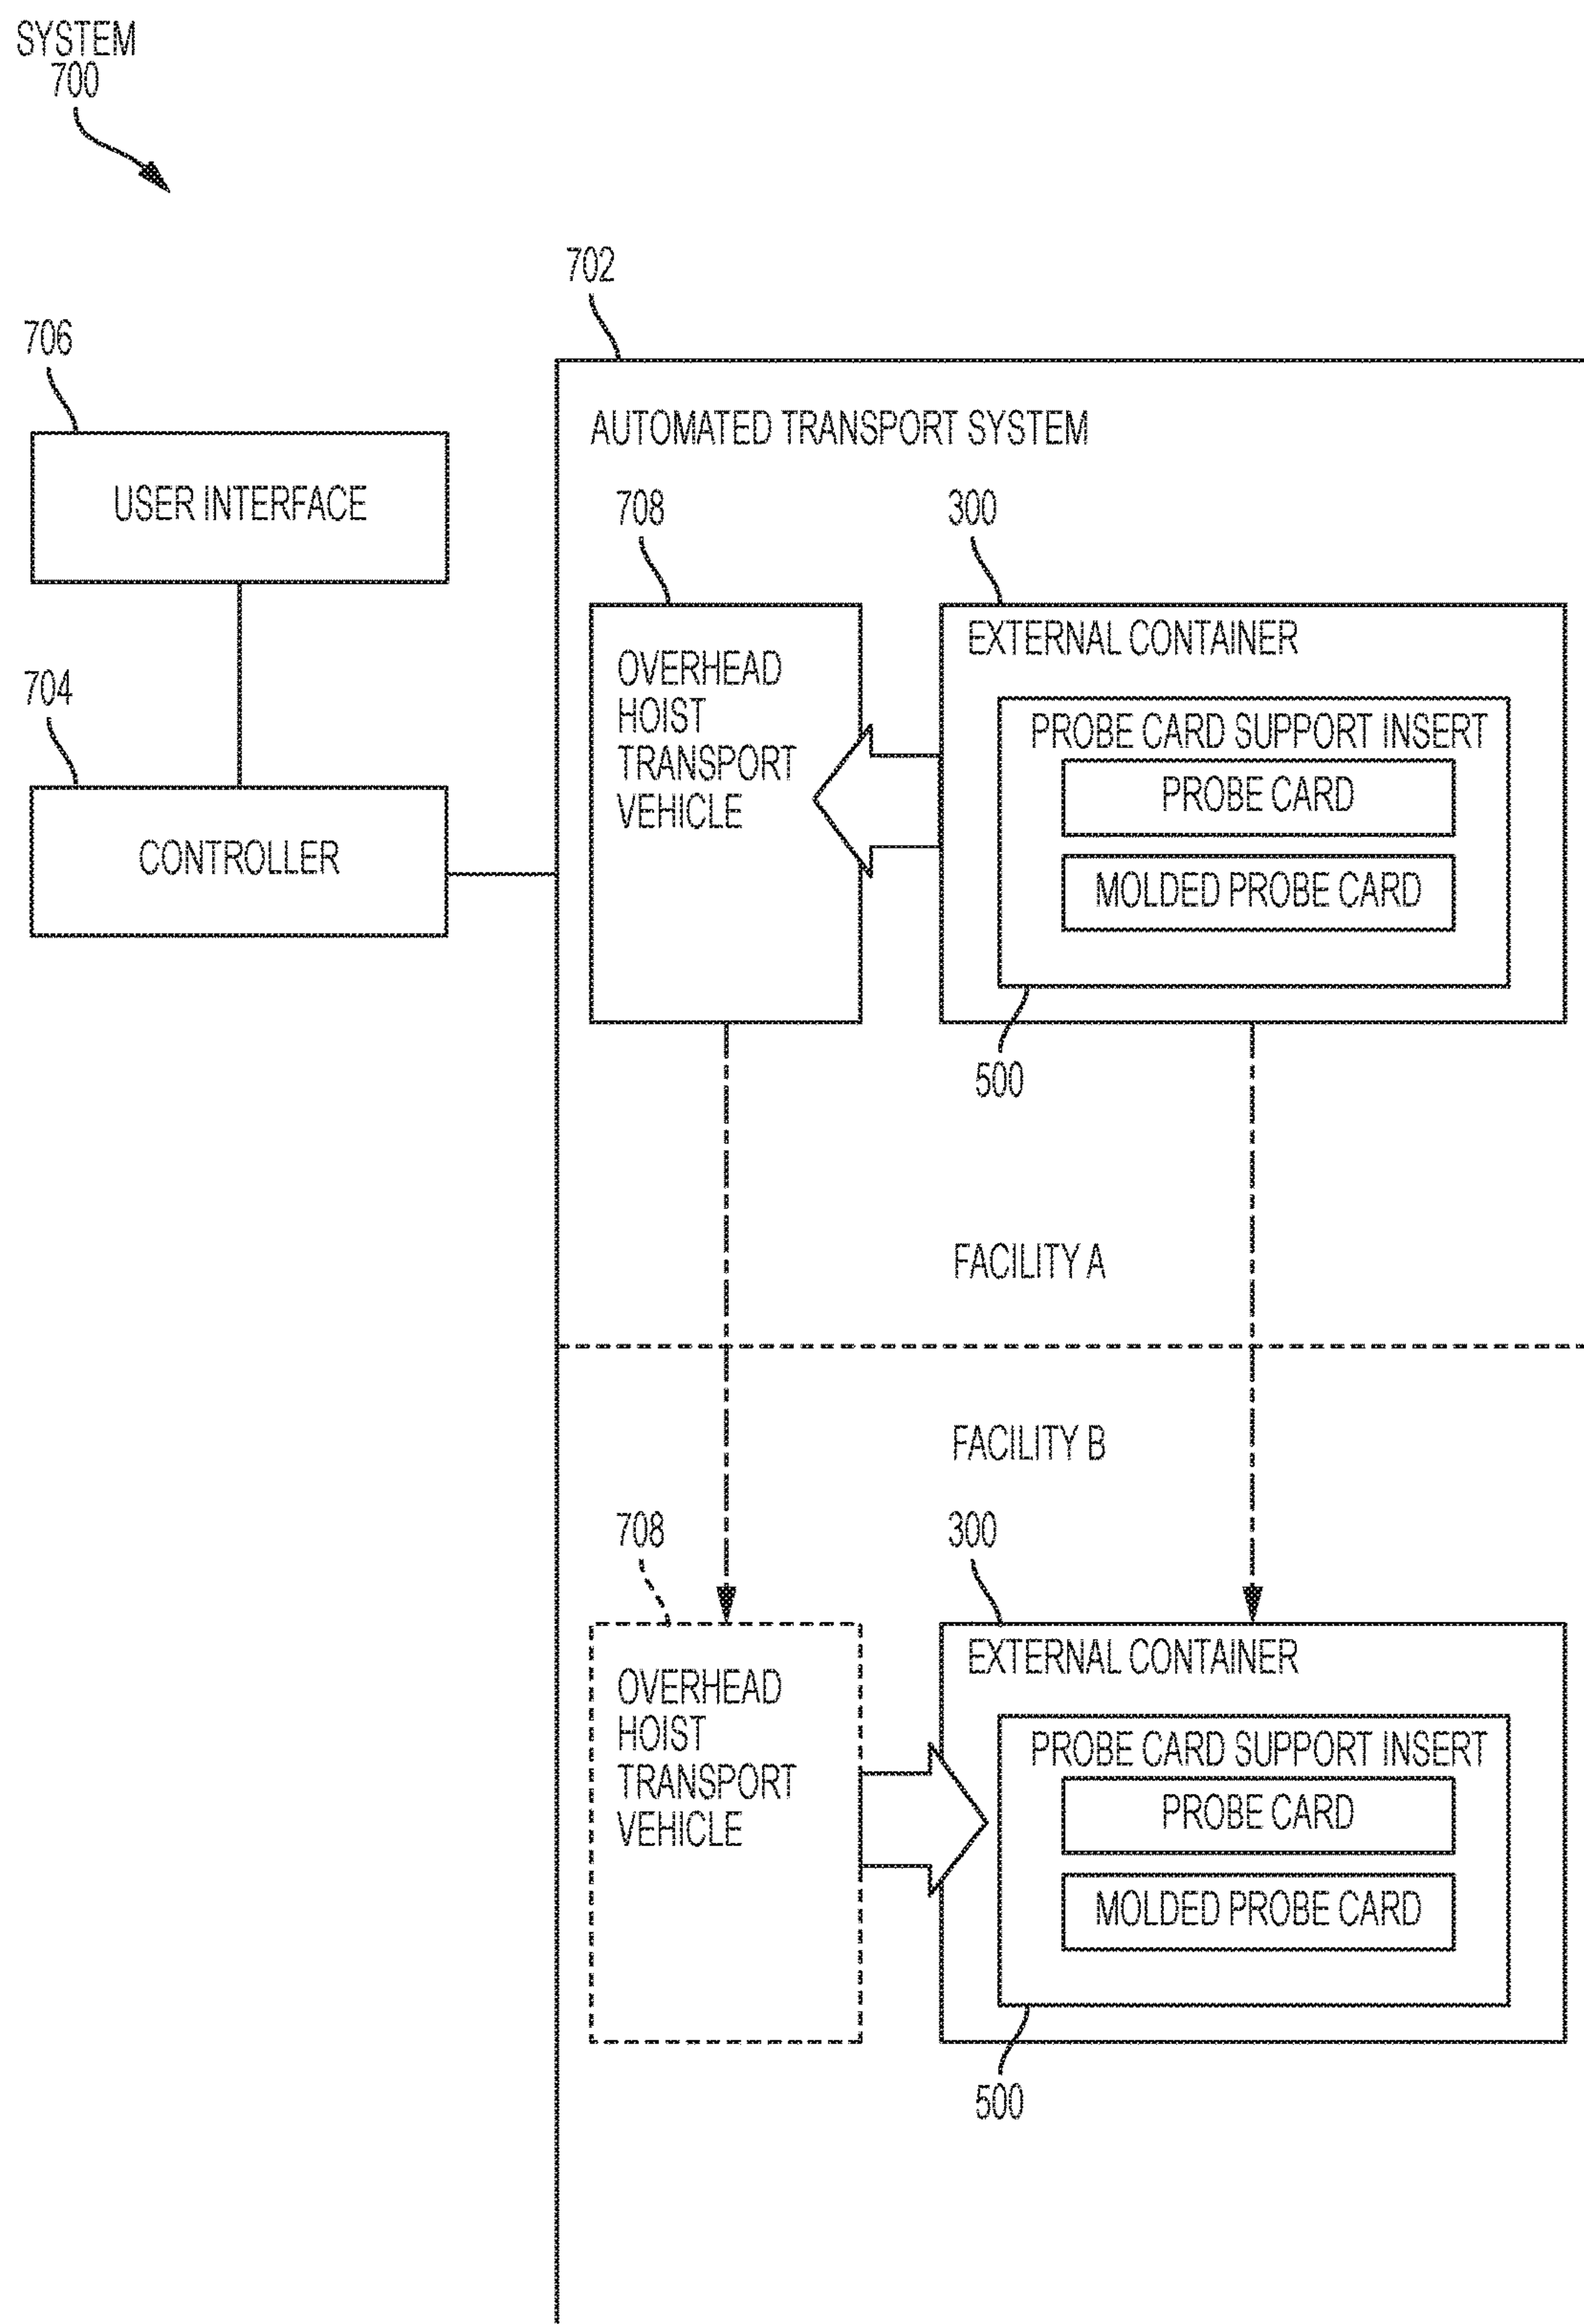 SYSTEM
700
702
706
AUTOMATED TRANSPORT SYSTEM
USER INTERFACE
708
300
OVERHEAD
HOIST
TRANSPORT
VEHICLE
EXTERNAL CONTAINER
PROBE CARD SUPPORT INSERT
PROBE CARD
MOLDED PROBE CARD
704
CONTROLLER
500
FACILITY A
FACILITY B
708
300
OVERHEAD
HOIST
TRANSPORT
VEHICLE
EXTERNAL CONTAINER
PROBE CARD SUPPORT INSERT
PROBE CARD
MOLDED PROBE CARD
500